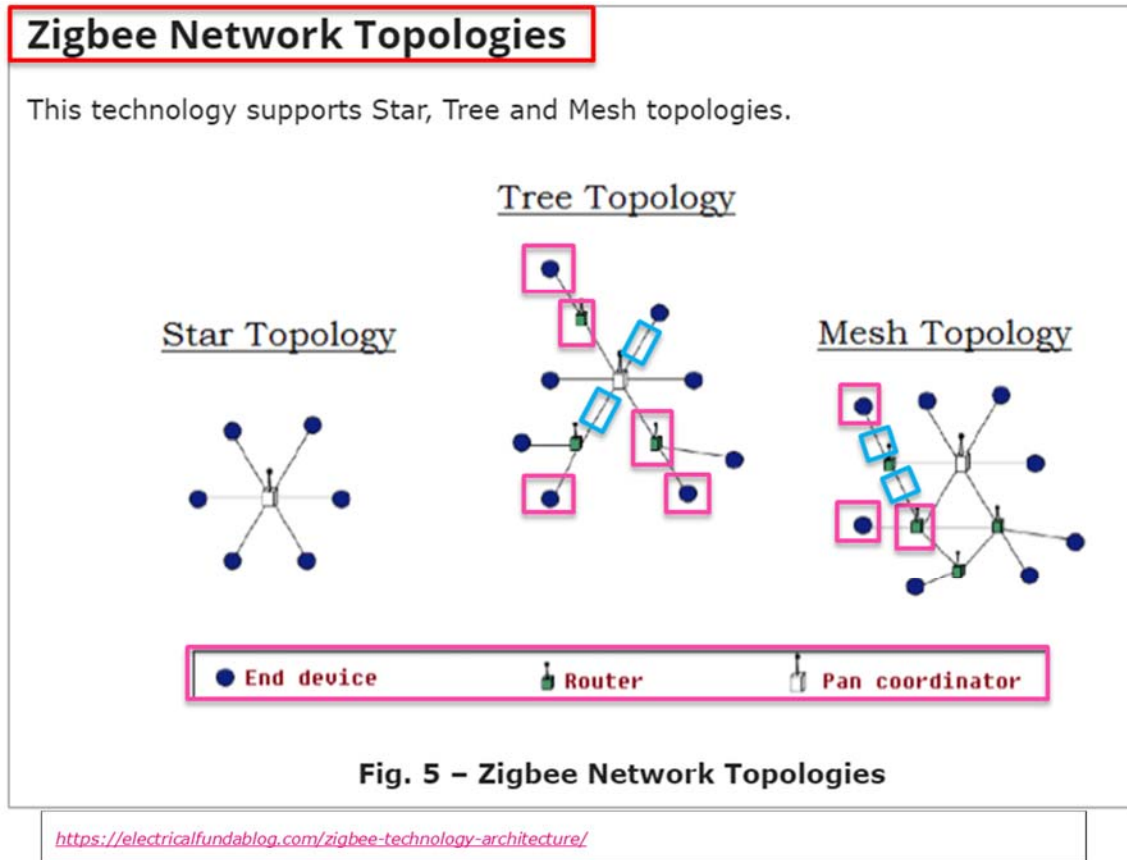 Zigbee Network Topologies
This technology supports Star, Tree and Mesh topologies.
Tree Topology
Star Topology
Mesh Topology
End device
Router
Pan coordinator
Fig. 5 – Zigbee Network Topologies
https://electricalfundablog.com/zigbee-technology-architecture/